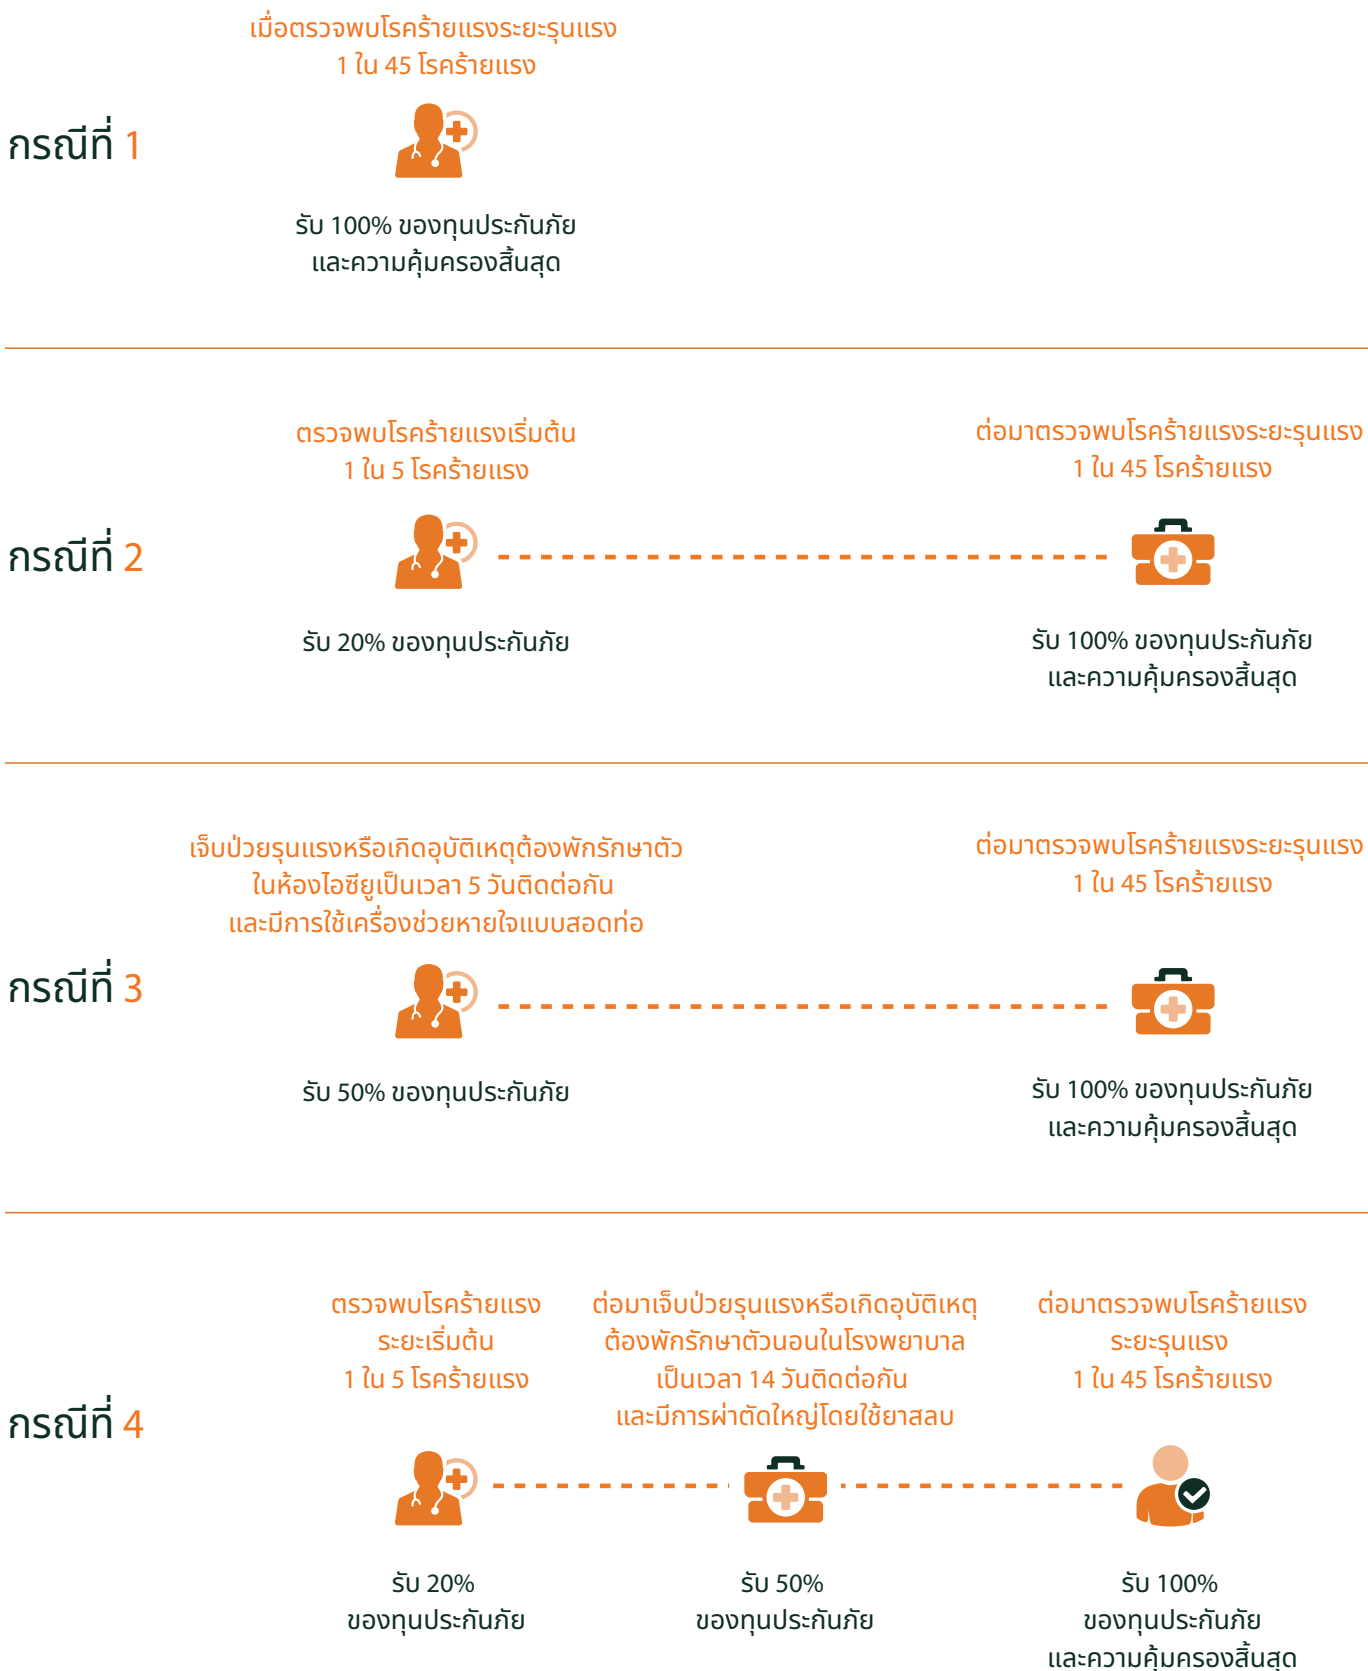 เมื่อตรวจพบโรคร้ายแรงระยะรุนแรง
1 ใน 45 โรคร้ายแรง
กรณีที่ 1
รับ 100% ของทุนประกันภัย
และความคุ้มครองสิ้นสุด
ตรวจพบโรคร้ายแรงเริ่มต้น
1 ใน 5 โรคร้ายแรง
ต่อมาตรวจพบโรคร้ายแรงระยะรุนแรง
1 ใน 45 โรคร้ายแรง
กรณีที่ 2
รับ 20% ของทุนประกันภัย
รับ 100% ของทุนประกันภัย
และความคุ้มครองสิ้นสุด
เจ็บป่วยรุนแรงหรือเกิดอุบัติเหตุต้องพักรักษาตัว
ในห้องไอซียูเป็นเวลา 5 วันติดต่อกัน
และมีการใช้เครื่องช่วยหายใจแบบสอดท่อ
ต่อมาตรวจพบโรคร้ายแรงระยะรุนแรง
1 ใน 45 โรคร้ายแรง
กรณีที่ 3
รับ 50% ของทุนประกันภัย
รับ 100% ของทุนประกันภัย
และความคุ้มครองสิ้นสุด
ตรวจพบโรคร้ายแรง
ระยะเริ่มต้น
1 ใน 5 โรคร้ายแรง
ต่อมาเจ็บป่วยรุนแรงหรือเกิดอุบัติเหตุ
ต้องพักรักษาตัวนอนในโรงพยาบาล
เป็นเวลา 14 วันติดต่อกัน
และมีการผ่าตัดใหญ่โดยใช้ยาสลบ
ต่อมาตรวจพบโรคร้ายแรง
ระยะรุนแรง
1 ใน 45 โรคร้ายแรง
กรณีที่ 4
รับ 20%
ของทุนประกันภัย
รับ 50%
ของทุนประกันภัย
รับ 100%
ของทุนประกันภัย
และความคุ้มครองสิ้นสุด